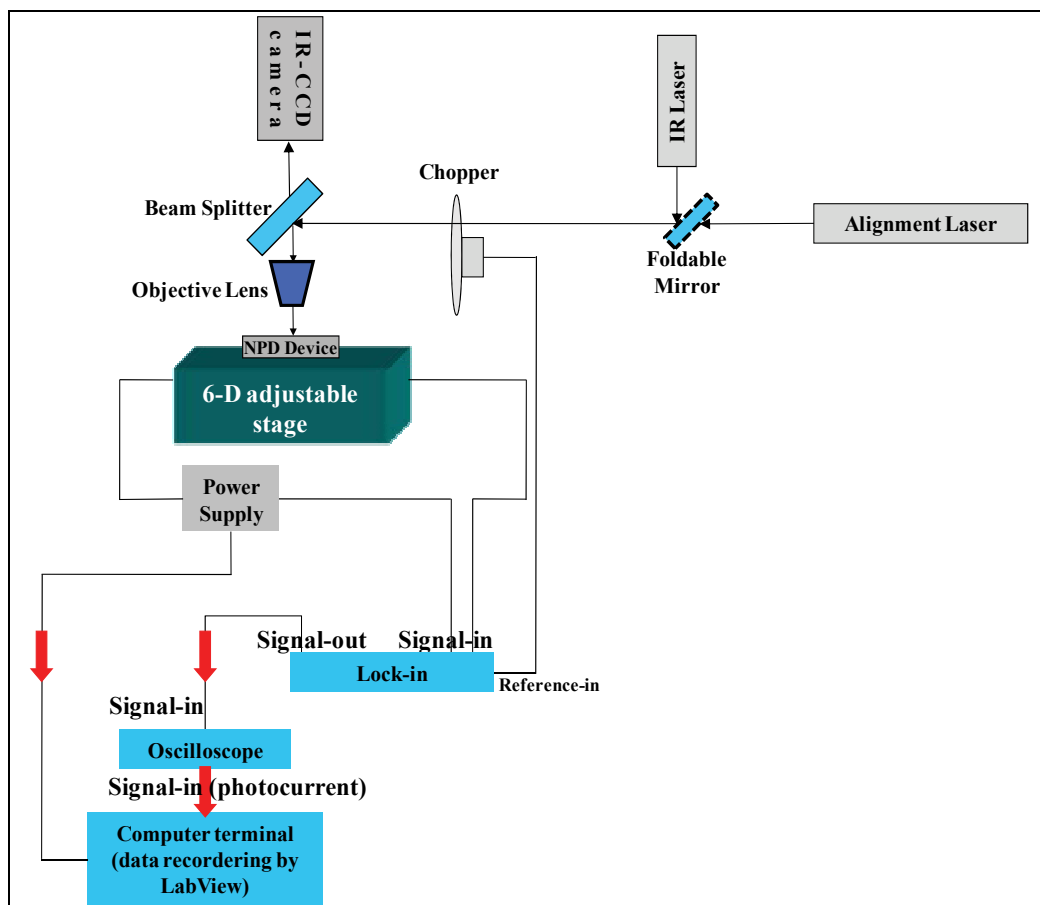 IR-CCD
camera
IR Laser
Chopper
Beam Splitter
Alignment Laser
Foldable
Mirror
Objective Lens
NPD Device
6-D adjustable
stage
Power
Supply
Signal-out
Signal-in
Lock-in
Reference-in
Signal-in
Oscilloscope
Signal-in (photocurrent)
Computer terminal
(data recordering by
LabView)